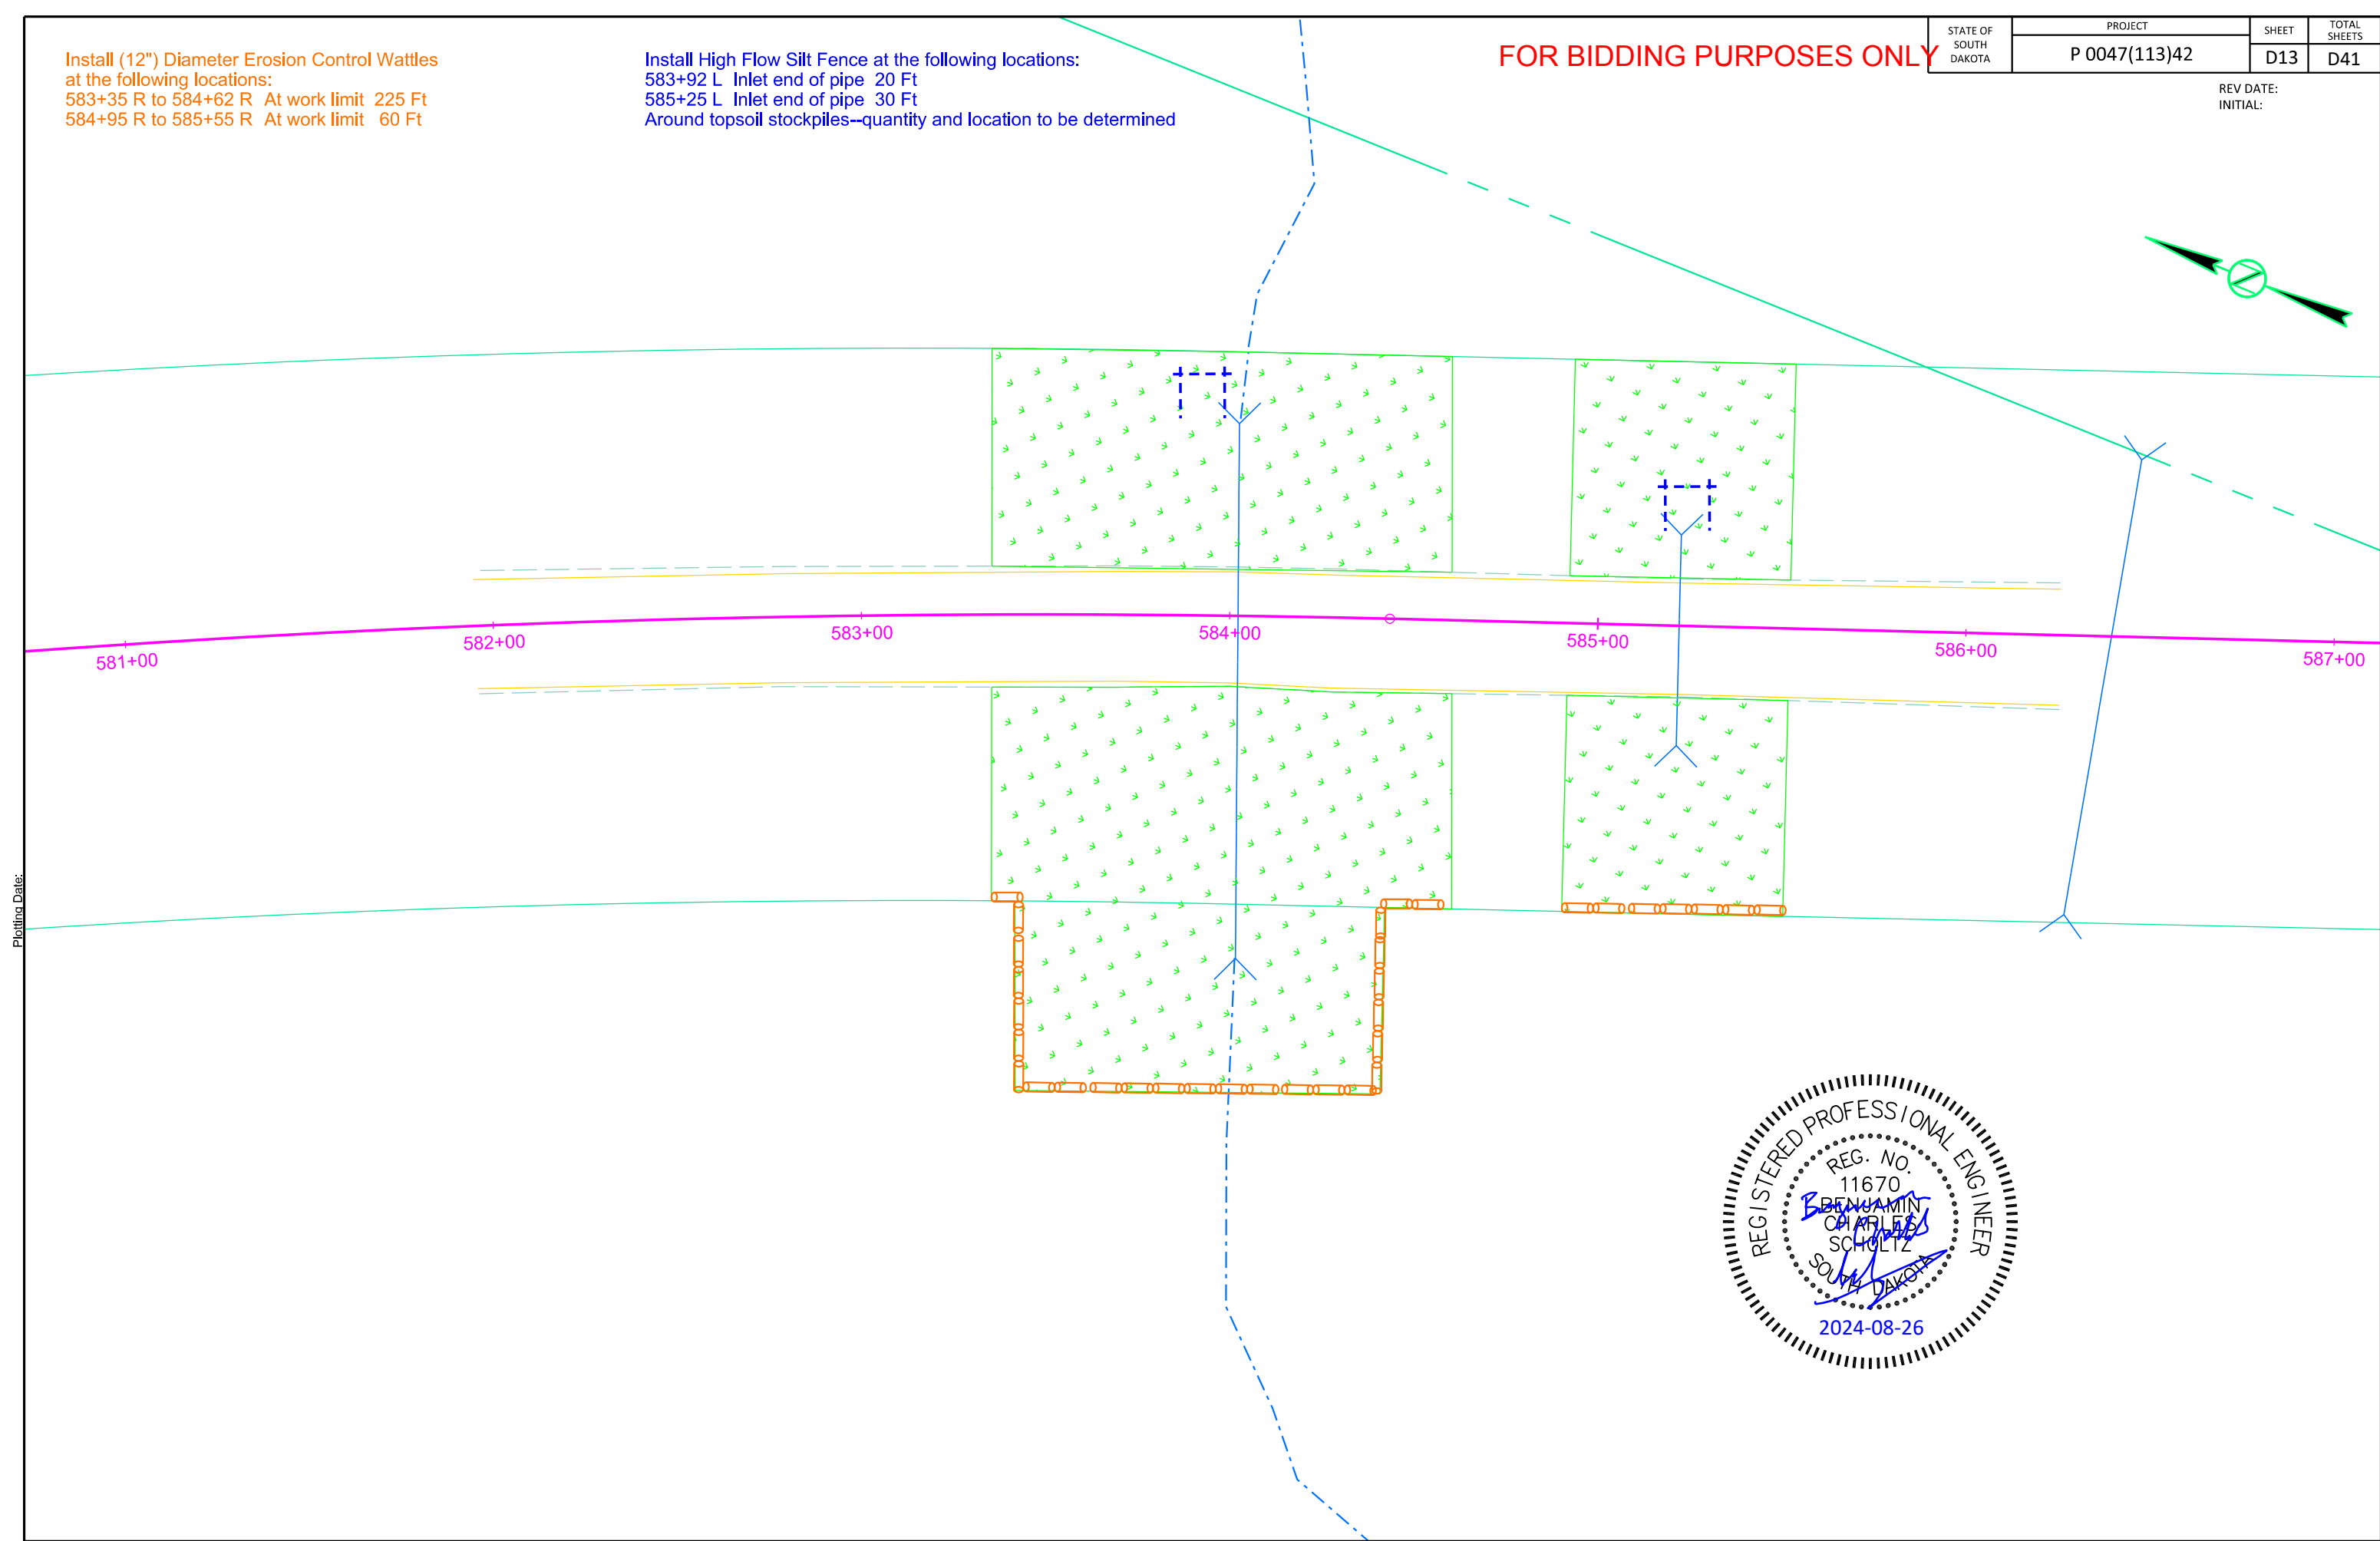 Install (12") Diameter Erosion Control Wattles
at the following locations:
583+35 R to 584+62 R  At work limit  225 Ft
584+95 R to 585+55 R  At work limit   60 Ft
Install High Flow Silt Fence at the following locations:
583+92 L  Inlet end of pipe  20 Ft
585+25 L  Inlet end of pipe  30 Ft
Around topsoil stockpiles--quantity and location to be determined
FOR BIDDING PURPOSES ONLY
STATE OF
SOUTH
DAKOTA
PROJECT
P 0047(113)42
SHEET
D13
TOTAL
SHEETS
D41
REV DATE:
INITIAL:
N
581+00
582+00
583+00
584+00
585+00
586+00
587+00
Plotting Date:
REGISTERED PROFESSIONAL ENGINEER
REG. NO.
11670
BENJAMIN
CHARLES
SCHOLTZ
SOUTH DAKOTA
2024-08-26